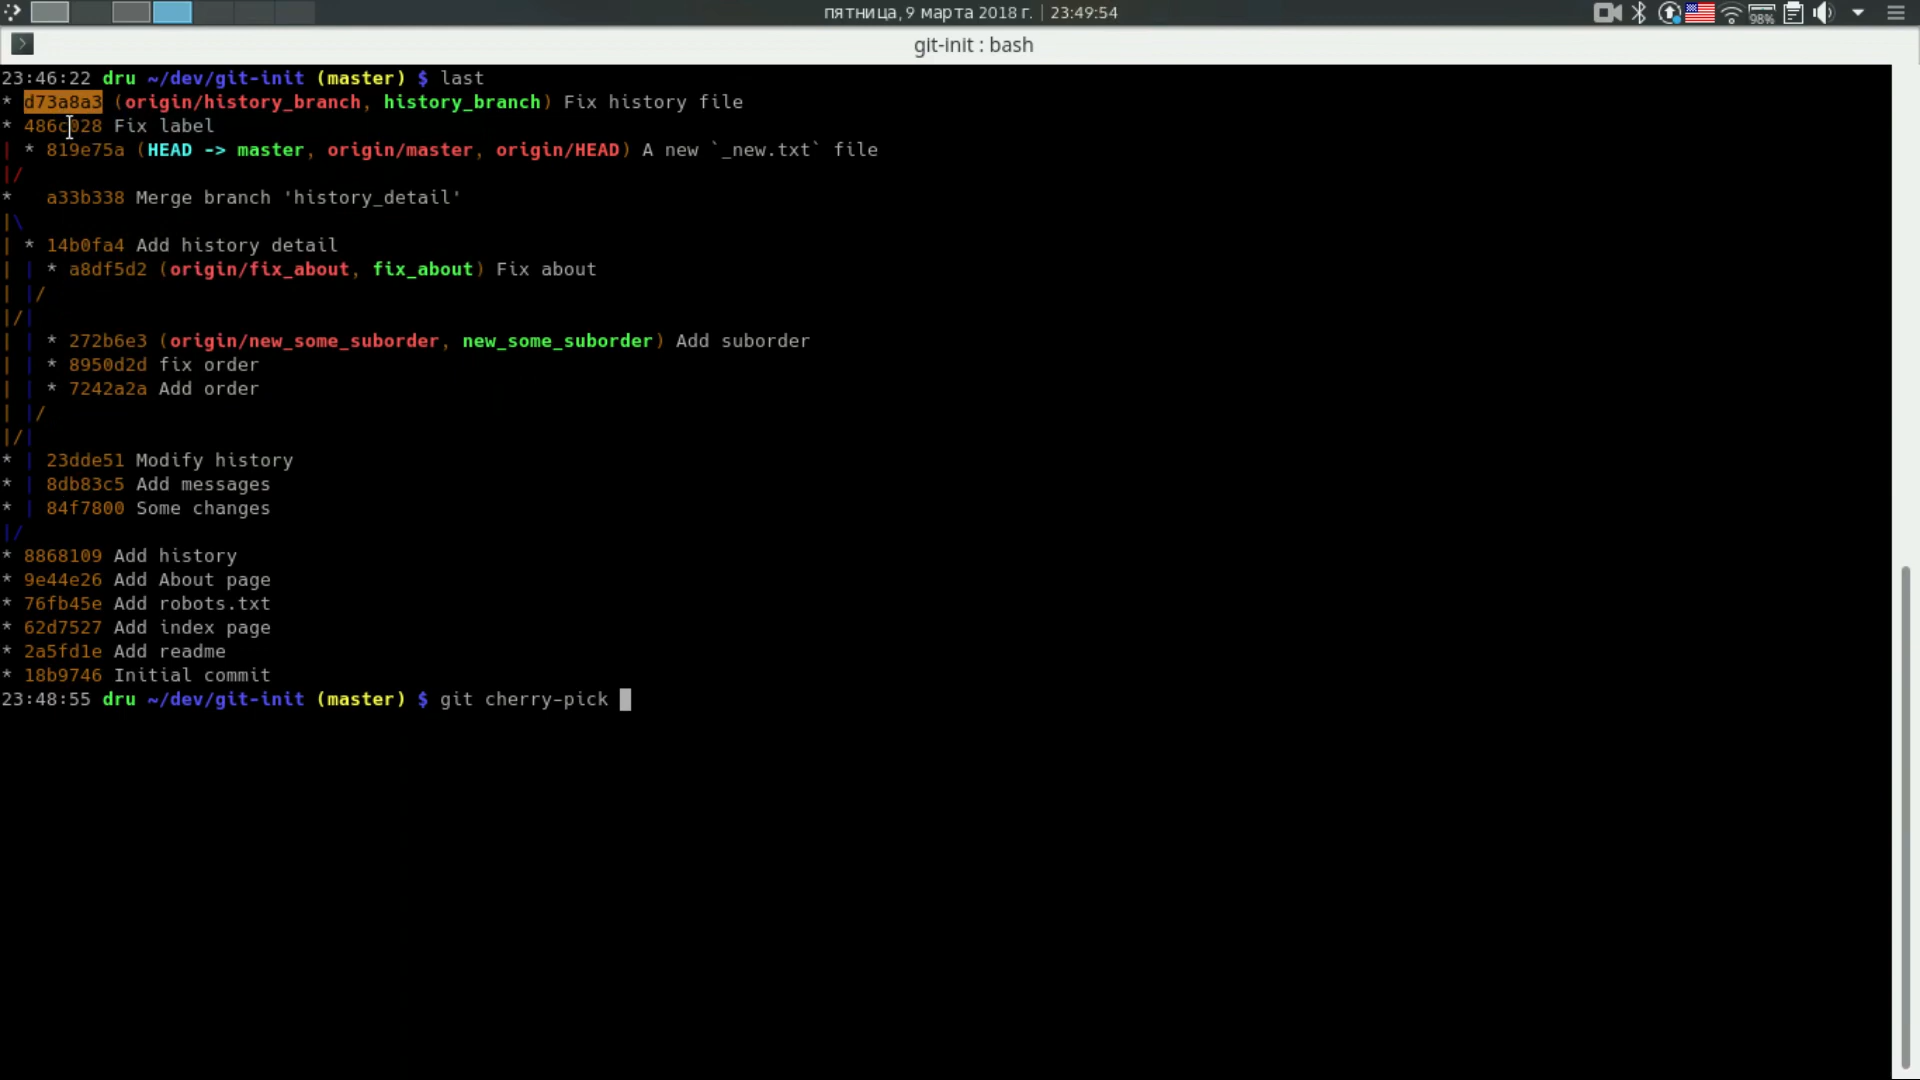 пятница, 9 марта 2018 г. 23:49:54
98%
git-init : bash
23:46:22 dru ~/dev/git-init (master) $ last
* d73a8a3 (origin/history_branch, history_branch) Fix history file
* 486c028 Fix label
| * 819e75a (HEAD -> master, origin/master, origin/HEAD) A new `_new.txt` file
|/
*   a33b338 Merge branch 'history_detail'
|\
| * 14b0fa4 Add history detail
| | * a8df5d2 (origin/fix_about, fix_about) Fix about
| |/
|/|
| | * 272b6e3 (origin/new_some_suborder, new_some_suborder) Add suborder
| | * 8950d2d fix order
| | * 7242a2a Add order
| |/
|/|
* | 23dde51 Modify history
* | 8db83c5 Add messages
* | 84f7800 Some changes
|/
* 8868109 Add history
* 9e44e26 Add About page
* 76fb45e Add robots.txt
* 62d7527 Add index page
* 2a5fd1e Add readme
* 18b9746 Initial commit
23:48:55 dru ~/dev/git-init (master) $ git cherry-pick